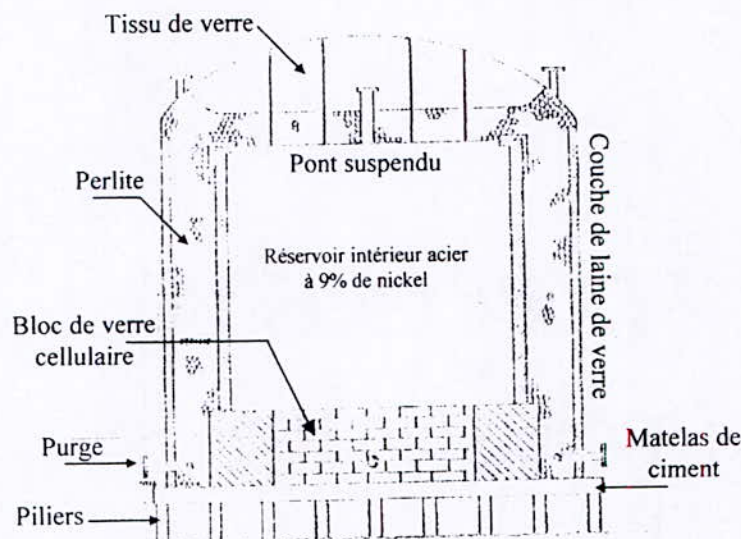 Tissu de verre
Pont suspendu
Perlite
Couche de laine de verre
Réservoir intérieur acier
à 9% de nickel
Bloc de verre
cellulaire
Purge
Matelas de
ciment
Piliers